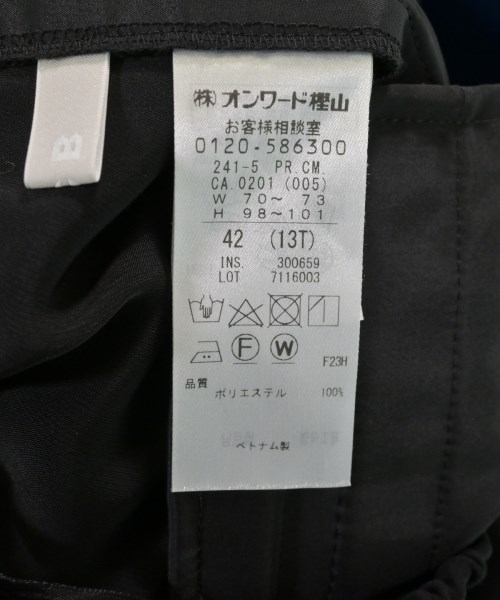 ㈱オンワード樫山
お客様相談室
0120-586300
241-5 PR.CM.
CA.0201 (005)
W 70〜 73
H 98〜101
42 (13T)
INS. 300659
LOT 7116003
F W
F23H
品質
ポリエステル 100%
ベトナム製
B